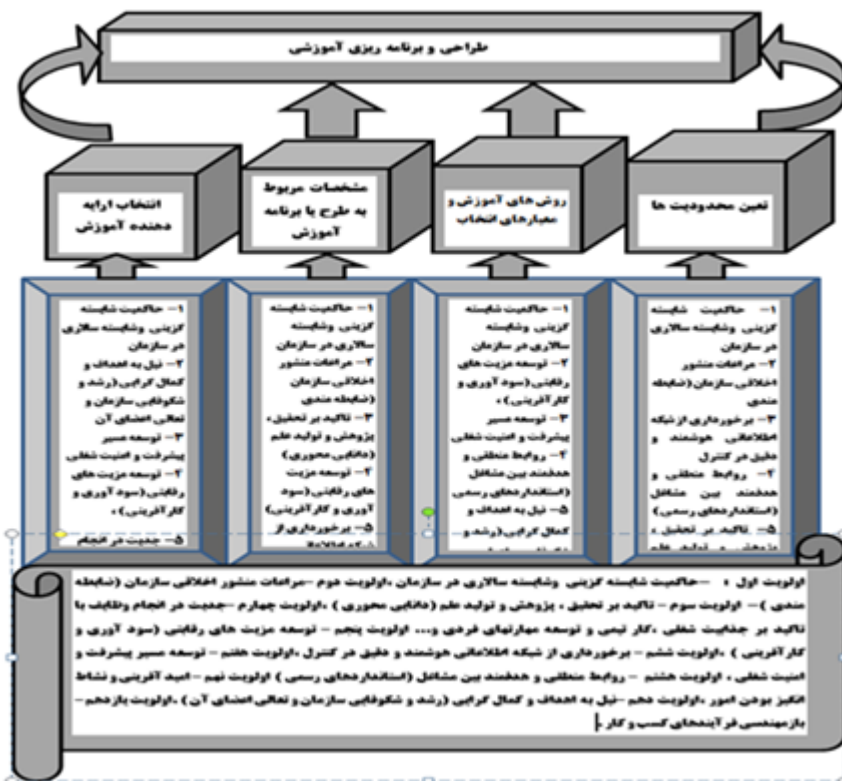 طراحی و برنامه ریزی آموزشی
تعین محدودیت ها
روش های آموزش و
معیارهای انتخاب
مشخصات مربوط
به طرح یا برنامه
آموزش
انتخاب ارایه
دهنده آموزش
۱- حاکمیت شایسته
گزینی وشایسته سالاری
در سازمان
۲- مراعات منشور
اخلاقی سازمان (ضابطه
مندی
۳- برخورداری از شبکه
اطلاعاتی هوشمند و
دقیق در کنترل
۴- روابط منطقی و
هدفمند بین مشاغل
(استانداردهای رسمی)
۵- تاکید بر تحقیق ،
پژوهش و تولید علم
۱- حاکمیت شایسته
گزینی وشایسته
سالاری در سازمان
۲- توسعه مزیت های
رقابتی (سود آوری و
کارآفرینی) ،
۳- توسعه مسیر
پیشرفت و امنیت شغلی
۴- روابط منطقی و
هدفمند بین مشاغل
(استانداردهای رسمی)
۵- نیل به اهداف و
کمال گرایی (رشد و
۱- حاکمیت شایسته
گزینی وشایسته
سالاری در سازمان
۲- مراعات منشور
اخلاقی سازمان
(ضابطه مندی
۳- تاکید بر تحقیق ،
پژوهش و تولید علم
(دانایی محوری)
۴- توسعه مزیت
های رقابتی (سود
آوری و کارآفرینی)
۵- برخورداری از
۱- حاکمیت شایسته
گزینی وشایسته سالاری
در سازمان
۲- نیل به اهداف و
کمال گرایی (رشد و
شکوفایی سازمان و
تعالی اعضای آن
۳- توسعه مسیر
پیشرفت و امنیت شغلی
۴- توسعه مزیت های
رقابتی (سود آوری و
کارآفرینی) ،
۵- جدیت در انجام
اولویت اول : -حاکمیت شایسته گزینی وشایسته سالاری در سازمان ،اولویت دوم -مراعات منشور اخلاقی سازمان (ضابطه
مندی )- اولویت سوم - تاکید بر تحقیق ، پژوهش و تولید علم (دانایی محوری) ،اولویت چهارم -جدیت در انجام وظایف با
تاکید بر جذابیت شغلی ،کار تیمی و توسعه مهارتهای فردی و... اولویت پنجم - توسعه مزیت های رقابتی (سود آوری و
کارآفرینی ) ،اولویت ششم - برخورداری از شبکه اطلاعاتی هوشمند و دقیق در کنترل ،اولویت هفتم - توسعه مسیر پیشرفت و
امنیت شغلی ، اولویت هشتم - روابط منطقی و هدفمند بین مشاغل (استانداردهای رسمی ) اولویت نهم - امید آفرینی و نشاط
انگیز بودن امور ،اولویت دهم -نیل به اهداف و کمال گرایی (رشد و شکوفایی سازمان و تعالی اعضای آن ) ،اولویت یازدهم -
بازمهندسی فرآیندهای کسب و کار .